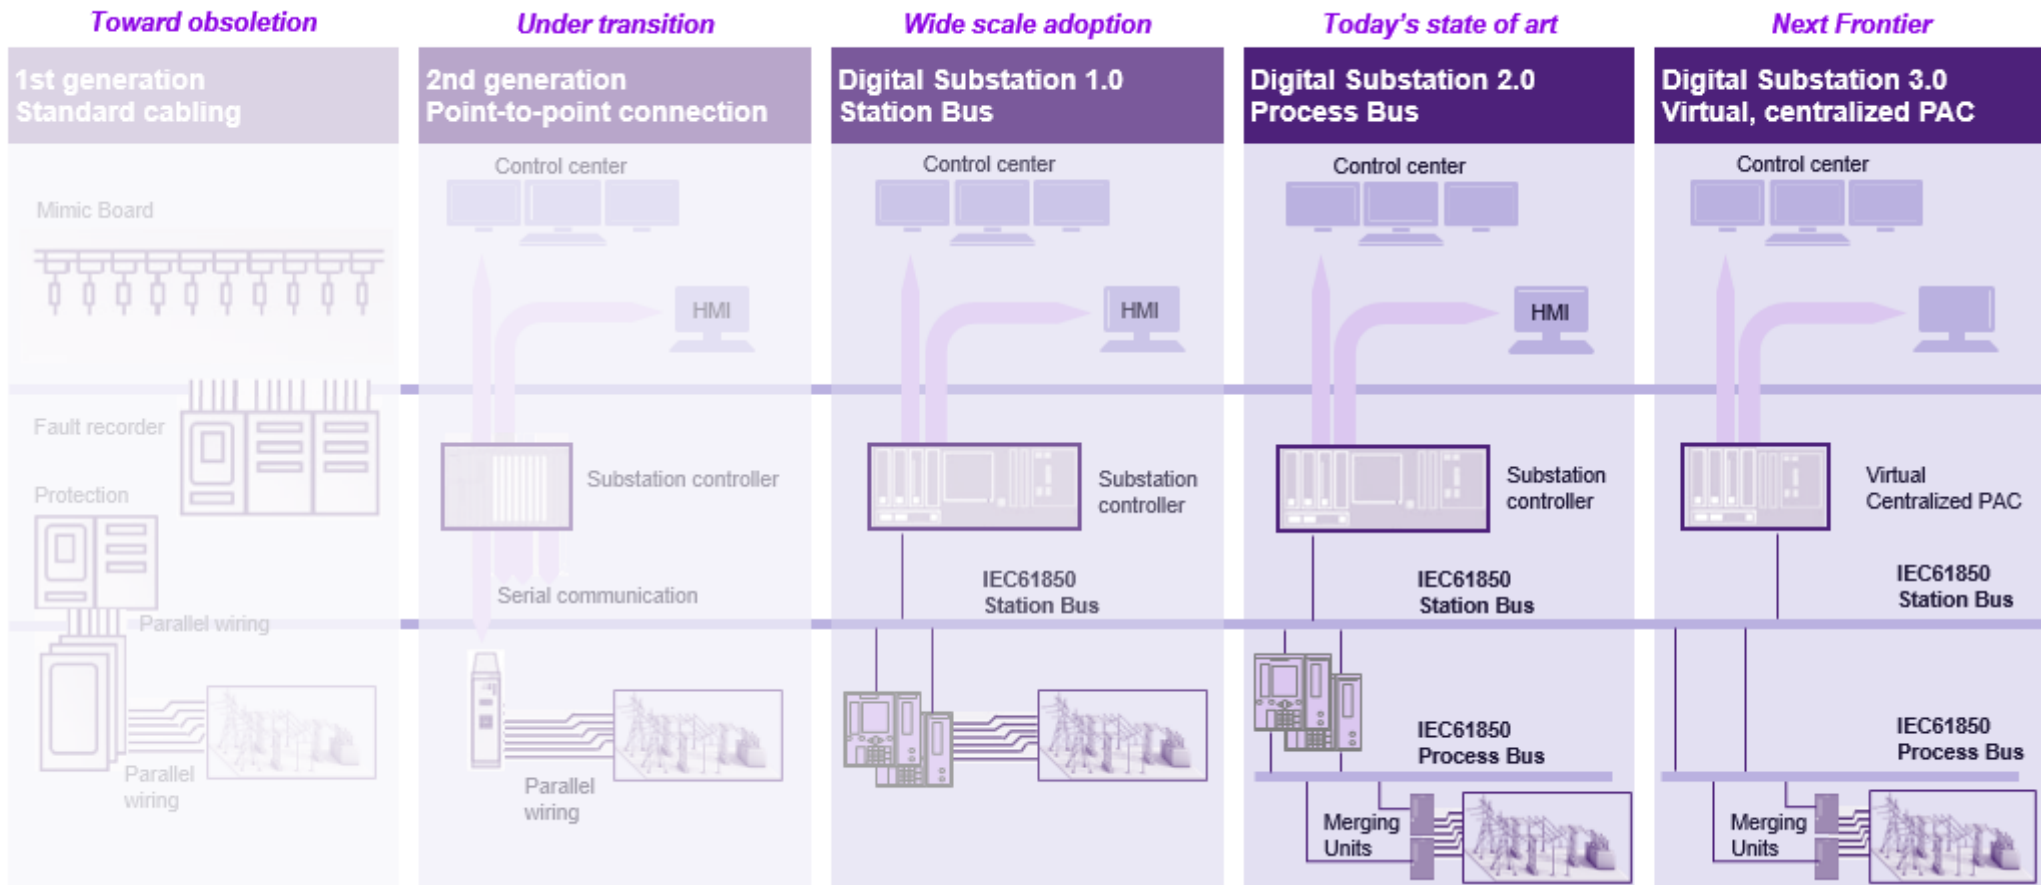 Toward obsoletion
1st generation
Standard cabling
Mimic Board
Fault recorder
Protection
Parallel wiring
Parallel
wiring
Under transition
2nd generation
Point-to-point connection
Control center
HMI
Substation controller
Serial communication
Parallel
wiring
Wide scale adoption
Digital Substation 1.0
Station Bus
Control center
HMI
Substation
controller
IEC61850
Station Bus
Today's state of art
Digital Substation 2.0
Process Bus
Control center
HMI
Substation
controller
IEC61850
Station Bus
IEC61850
Process Bus
Merging
Units
Next Frontier
Digital Substation 3.0
Virtual, centralized PAC
Control center
Virtual
Centralized PAC
IEC61850
Station Bus
IEC61850
Process Bus
Merging
Units